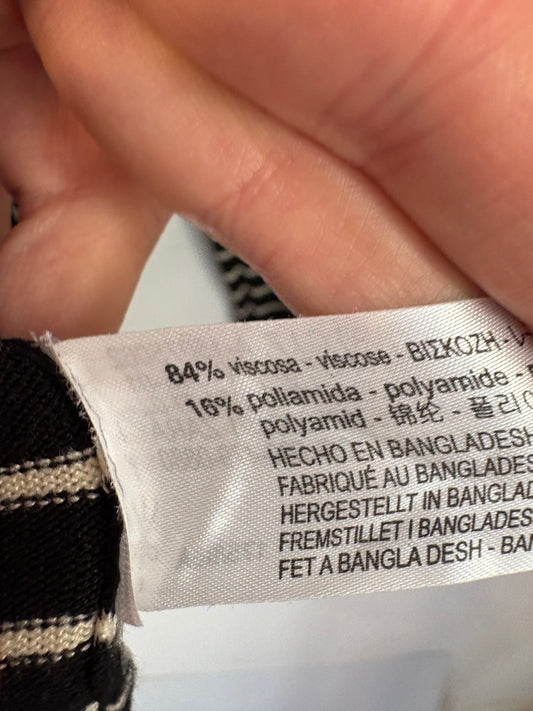 84% viscosa - viscose - ΒΙΣΚΟΖΗ -
16% poliamida - polyamide -
polyamid - 锦纶 - 폴리
HECHO EN BANGLADESH
FABRIQUÉ AU BANGLADES
HERGESTELLT IN BANGLAD
FREMSTILLET I BANGLADES
FET A BANGLA DESH - BAN